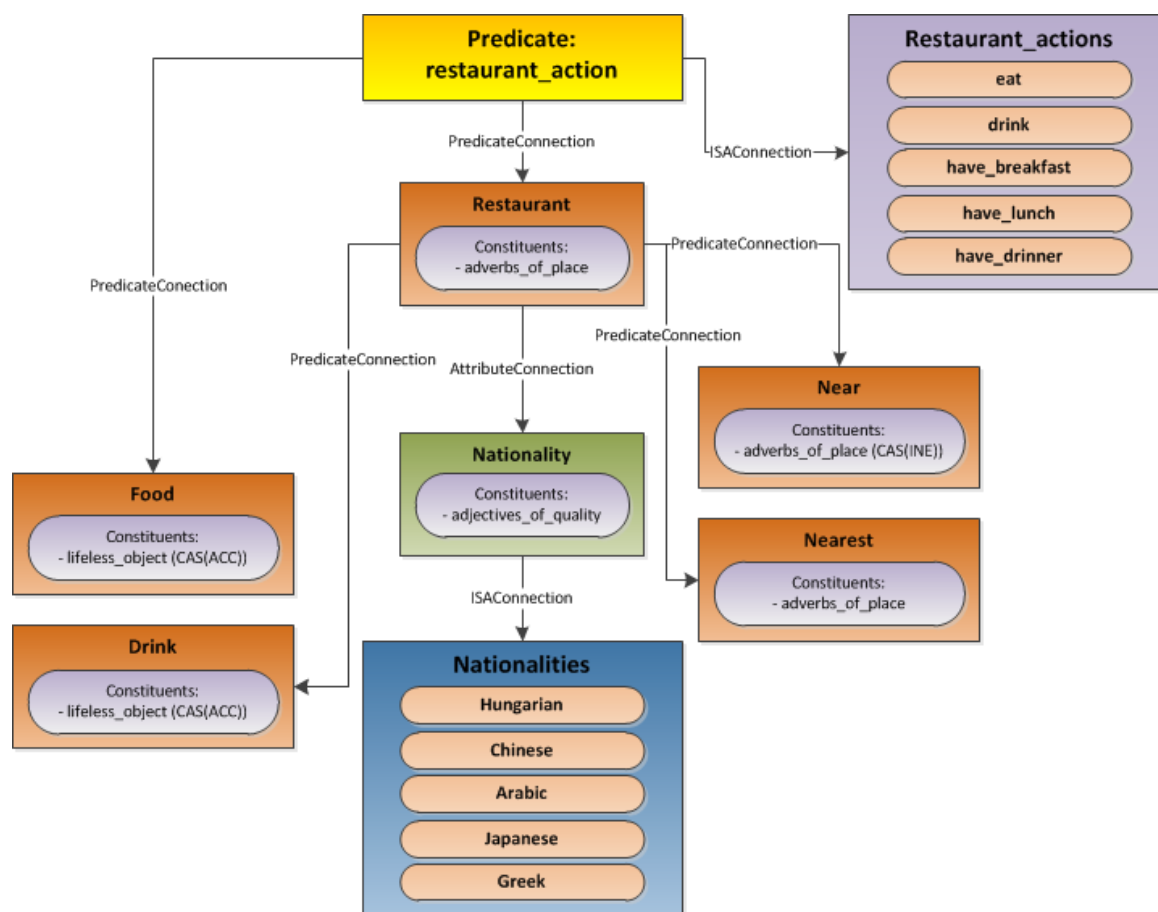 Predicate:
restaurant_action
Restaurant_actions
eat
drink
have_breakfast
have_lunch
have_drinner
PredicateConnection
ISAConnection
Restaurant
Constituents:
- adverbs_of_place
PredicateConnection
PredicateConection
PredicateConnection
PredicateConnection
AttributeConnection
Near
Constituents:
- adverbs_of_place (CAS(INE))
Nationality
Constituents:
- adjectives_of_quality
Food
Constituents:
- lifeless_object (CAS(ACC))
Nearest
Constituents:
- adverbs_of_place
ISAConnection
Drink
Constituents:
- lifeless_object (CAS(ACC))
Nationalities
Hungarian
Chinese
Arabic
Japanese
Greek